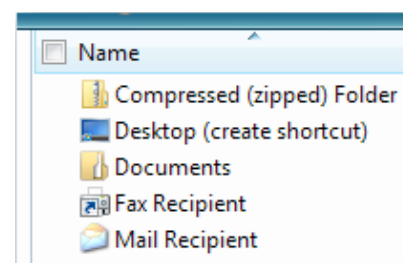 Name
Compressed (zipped) Folder
Desktop (create shortcut)
Documents
Fax Recipient
Mail Recipient